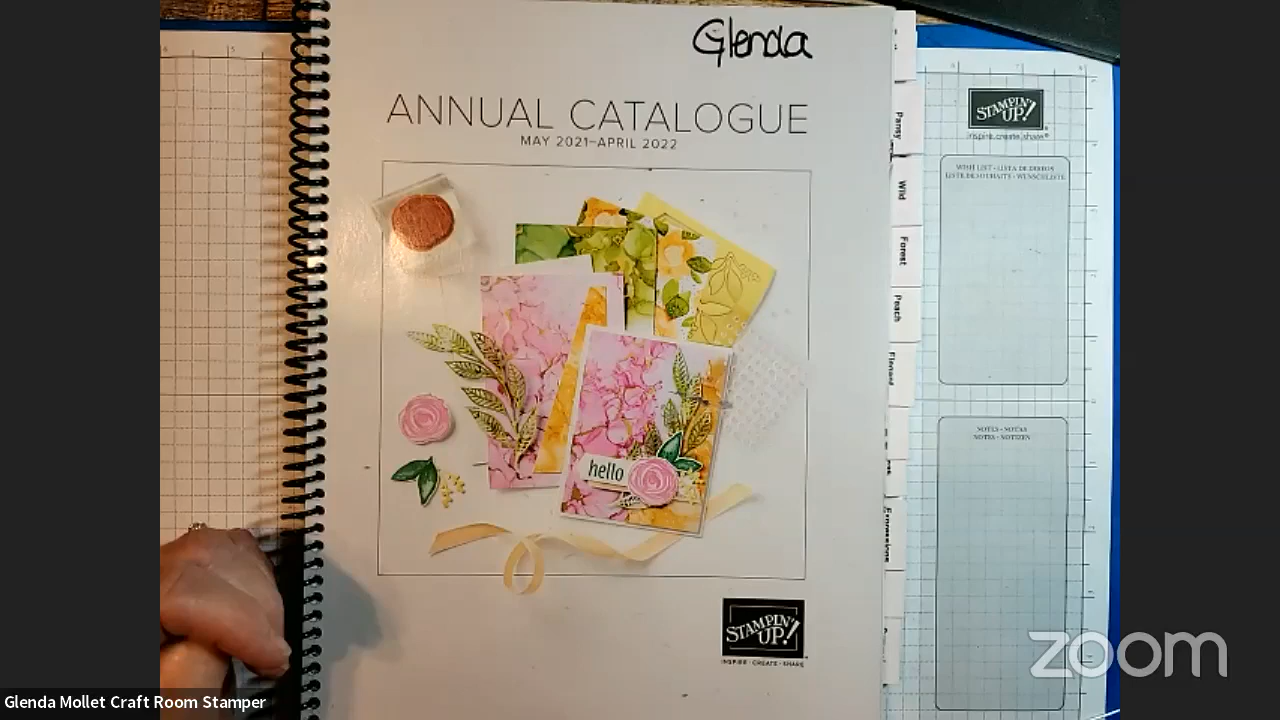 Glenda
ANNUAL CATALOGUE
MAY 2021–APRIL 2022
hello
STAMPIN' UP!
INSPIRE · CREATE · SHARE
Pansy
Wild
Forest
Peach
Elegant
Expressions
STAMPIN' UP!
inspire. create. share.
WISH LIST • LISTA DE DESEOS
LISTE DE SOUHAITS • WUNSCHLISTE
NOTES • NOTAS
NOTES • NOTIZEN
zoom
Glenda Mollet Craft Room Stamper